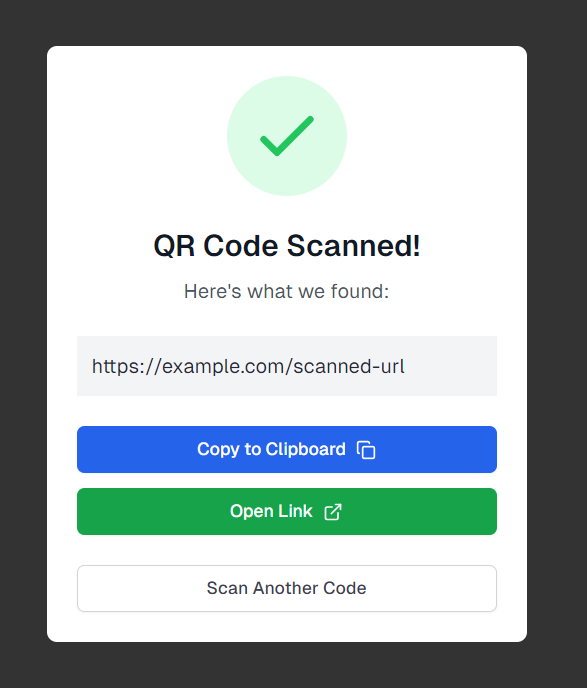 QR Code Scanned!
Here's what we found:
https://example.com/scanned-url
Copy to Clipboard
Open Link
Scan Another Code